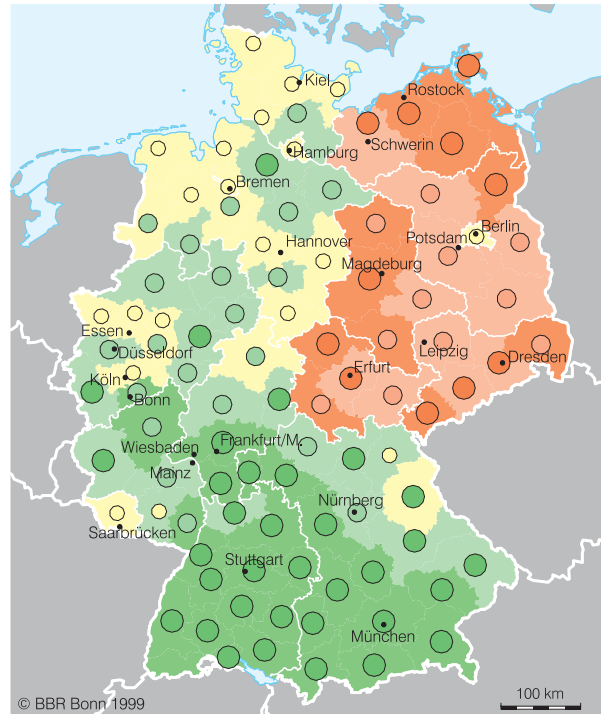 Kiel
Rostock
Schwerin
Hamburg
Bremen
Berlin
Potsdam
Hannover
Magdeburg
Essen
Düsseldorf
Leipzig
Dresden
Köln
Erfurt
Bonn
Wiesbaden
Frankfurt/M.
Mainz
Nürnberg
Saarbrücken
Stuttgart
München
© BBR Bonn 1999
100 km